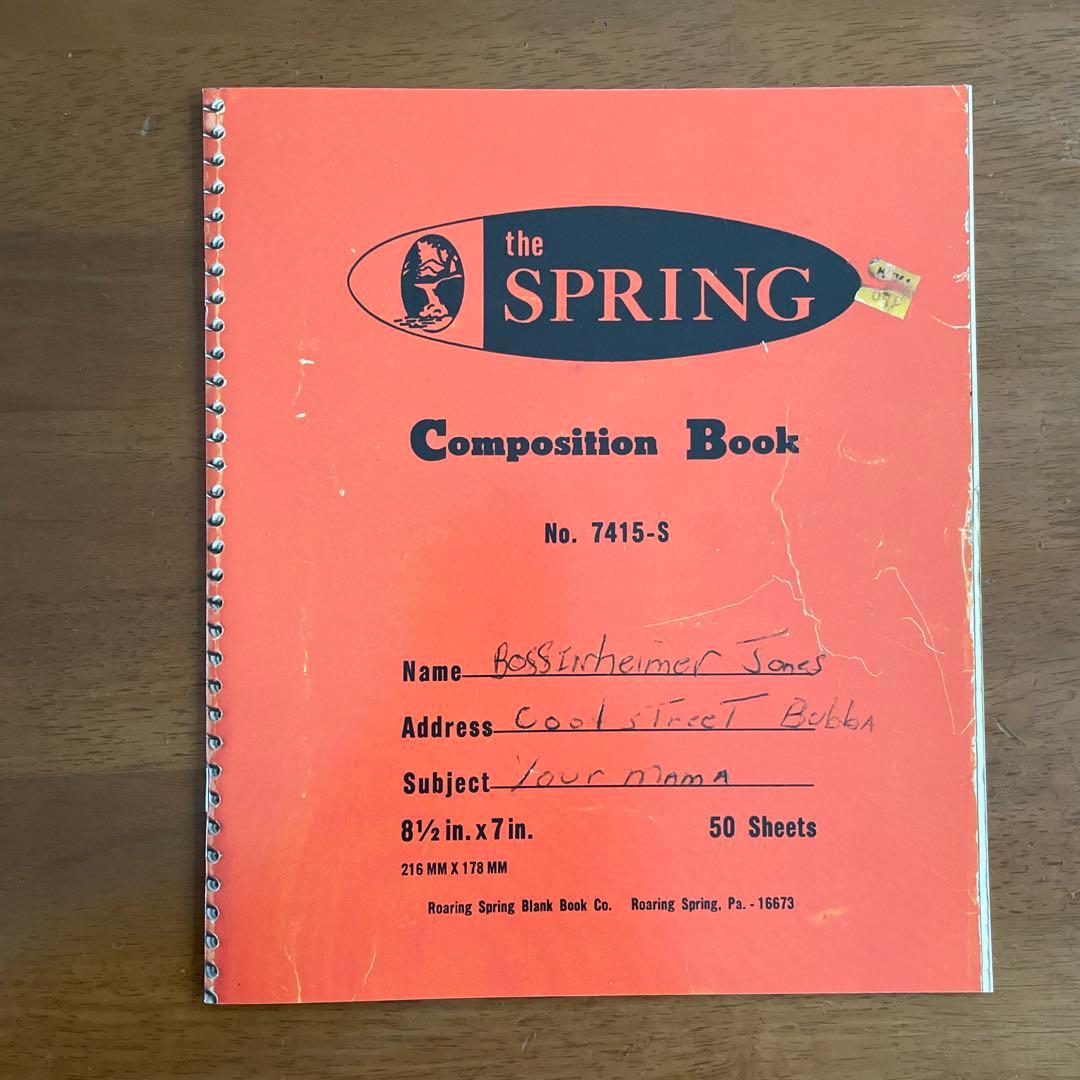 the
SPRING
Composition Book
No. 7415-S
Name BossInheimer Jones
Address Cool sTreeT BubbA
Subject Your mAmA
8½ in. x 7 in. 50 Sheets
216 MM X 178 MM
Roaring Spring Blank Book Co. Roaring Spring, Pa. - 16673